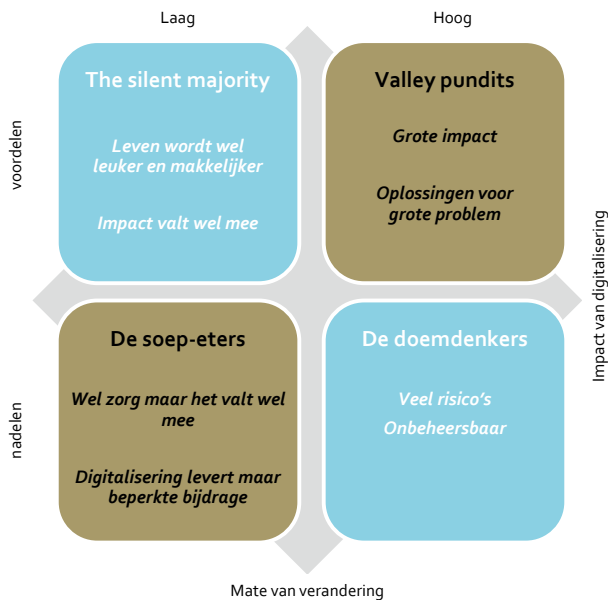 Laag
Hoog
voordelen
The silent majority
Leven wordt wel
leuker en makkelijker
Impact valt wel mee
Valley pundits
Grote impact
Oplossingen voor
grote problem
Impact van digitalisering
nadelen
De soep-eters
Wel zorg maar het valt wel
mee
Digitalisering levert maar
beperkte bijdrage
De doemdenkers
Veel risico's
Onbeheersbaar
Mate van verandering